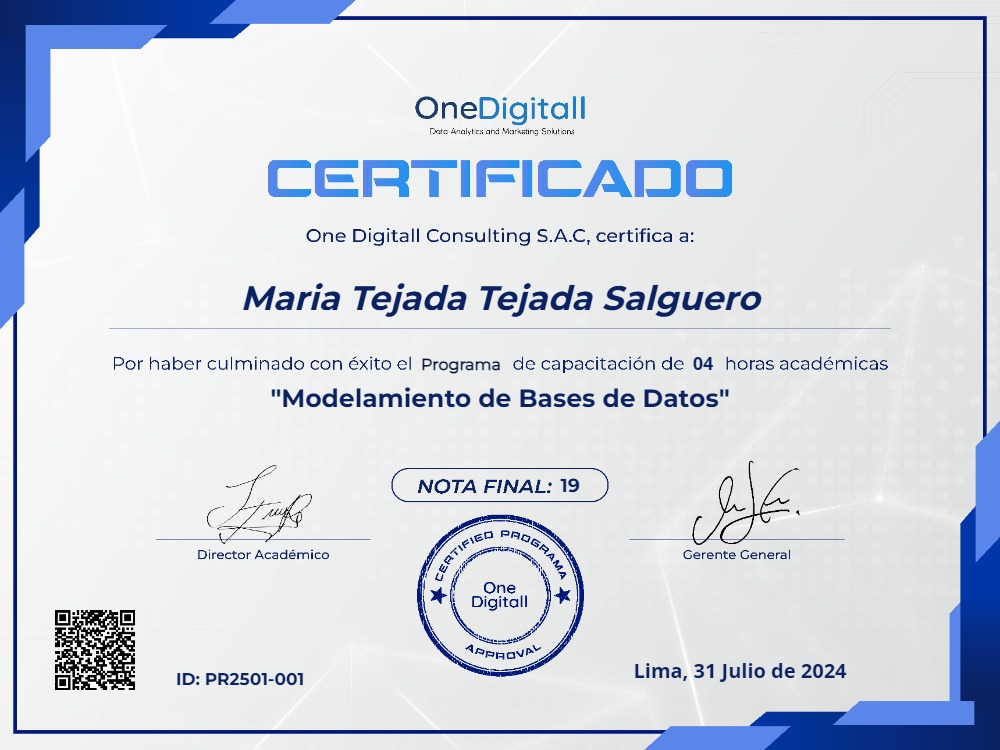 OneDigitall
Data Analytics and Marketing Solutions
CERTIFICADO
One Digitall Consulting S.A.C, certifica a:
Maria Tejada Tejada Salguero
Por haber culminado con éxito el Programa de capacitación de 04 horas académicas
"Modelamiento de Bases de Datos"
NOTA FINAL: 19
Director Académico
Gerente General
CERTIFIED PROGRAMA
One
Digitall
APPROVAL
ID: PR2501-001
Lima, 31 Julio de 2024